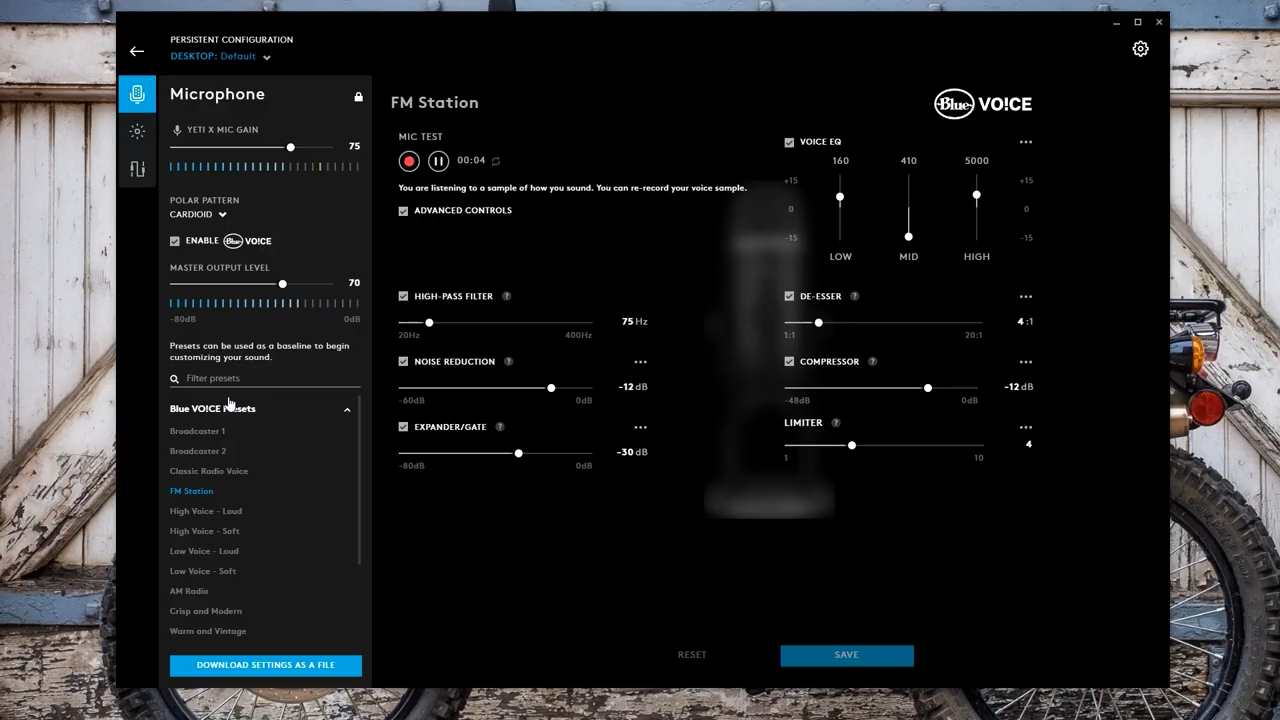 PERSISTENT CONFIGURATION
DESKTOP: Default
Microphone
YETI X MIC GAIN
75
POLAR PATTERN
CARDIOID
ENABLE Blue VO!CE
MASTER OUTPUT LEVEL
70
-80dB 0dB
Presets can be used as a baseline to begin
customizing your sound.
Filter presets
Blue VO!CE Presets
Broadcaster 1
Broadcaster 2
Classic Radio Voice
FM Station
High Voice - Loud
High Voice - Soft
Low Voice - Loud
Low Voice - Soft
AM Radio
Crisp and Modern
Warm and Vintage
DOWNLOAD SETTINGS AS A FILE
FM Station
Blue VO!CE
MIC TEST
00:04
You are listening to a sample of how you sound. You can re-record your voice sample.
ADVANCED CONTROLS
VOICE EQ
160 410 5000
+15 +15
0 0
-15 -15
LOW MID HIGH
HIGH-PASS FILTER ?
75 Hz
20Hz 400Hz
NOISE REDUCTION ?
-12 dB
-60dB 0dB
EXPANDER/GATE ?
-30 dB
-80dB 0dB
DE-ESSER ?
4 :1
1:1 20:1
COMPRESSOR ?
-12 dB
-48dB 0dB
LIMITER ?
4
1 10
RESET
SAVE